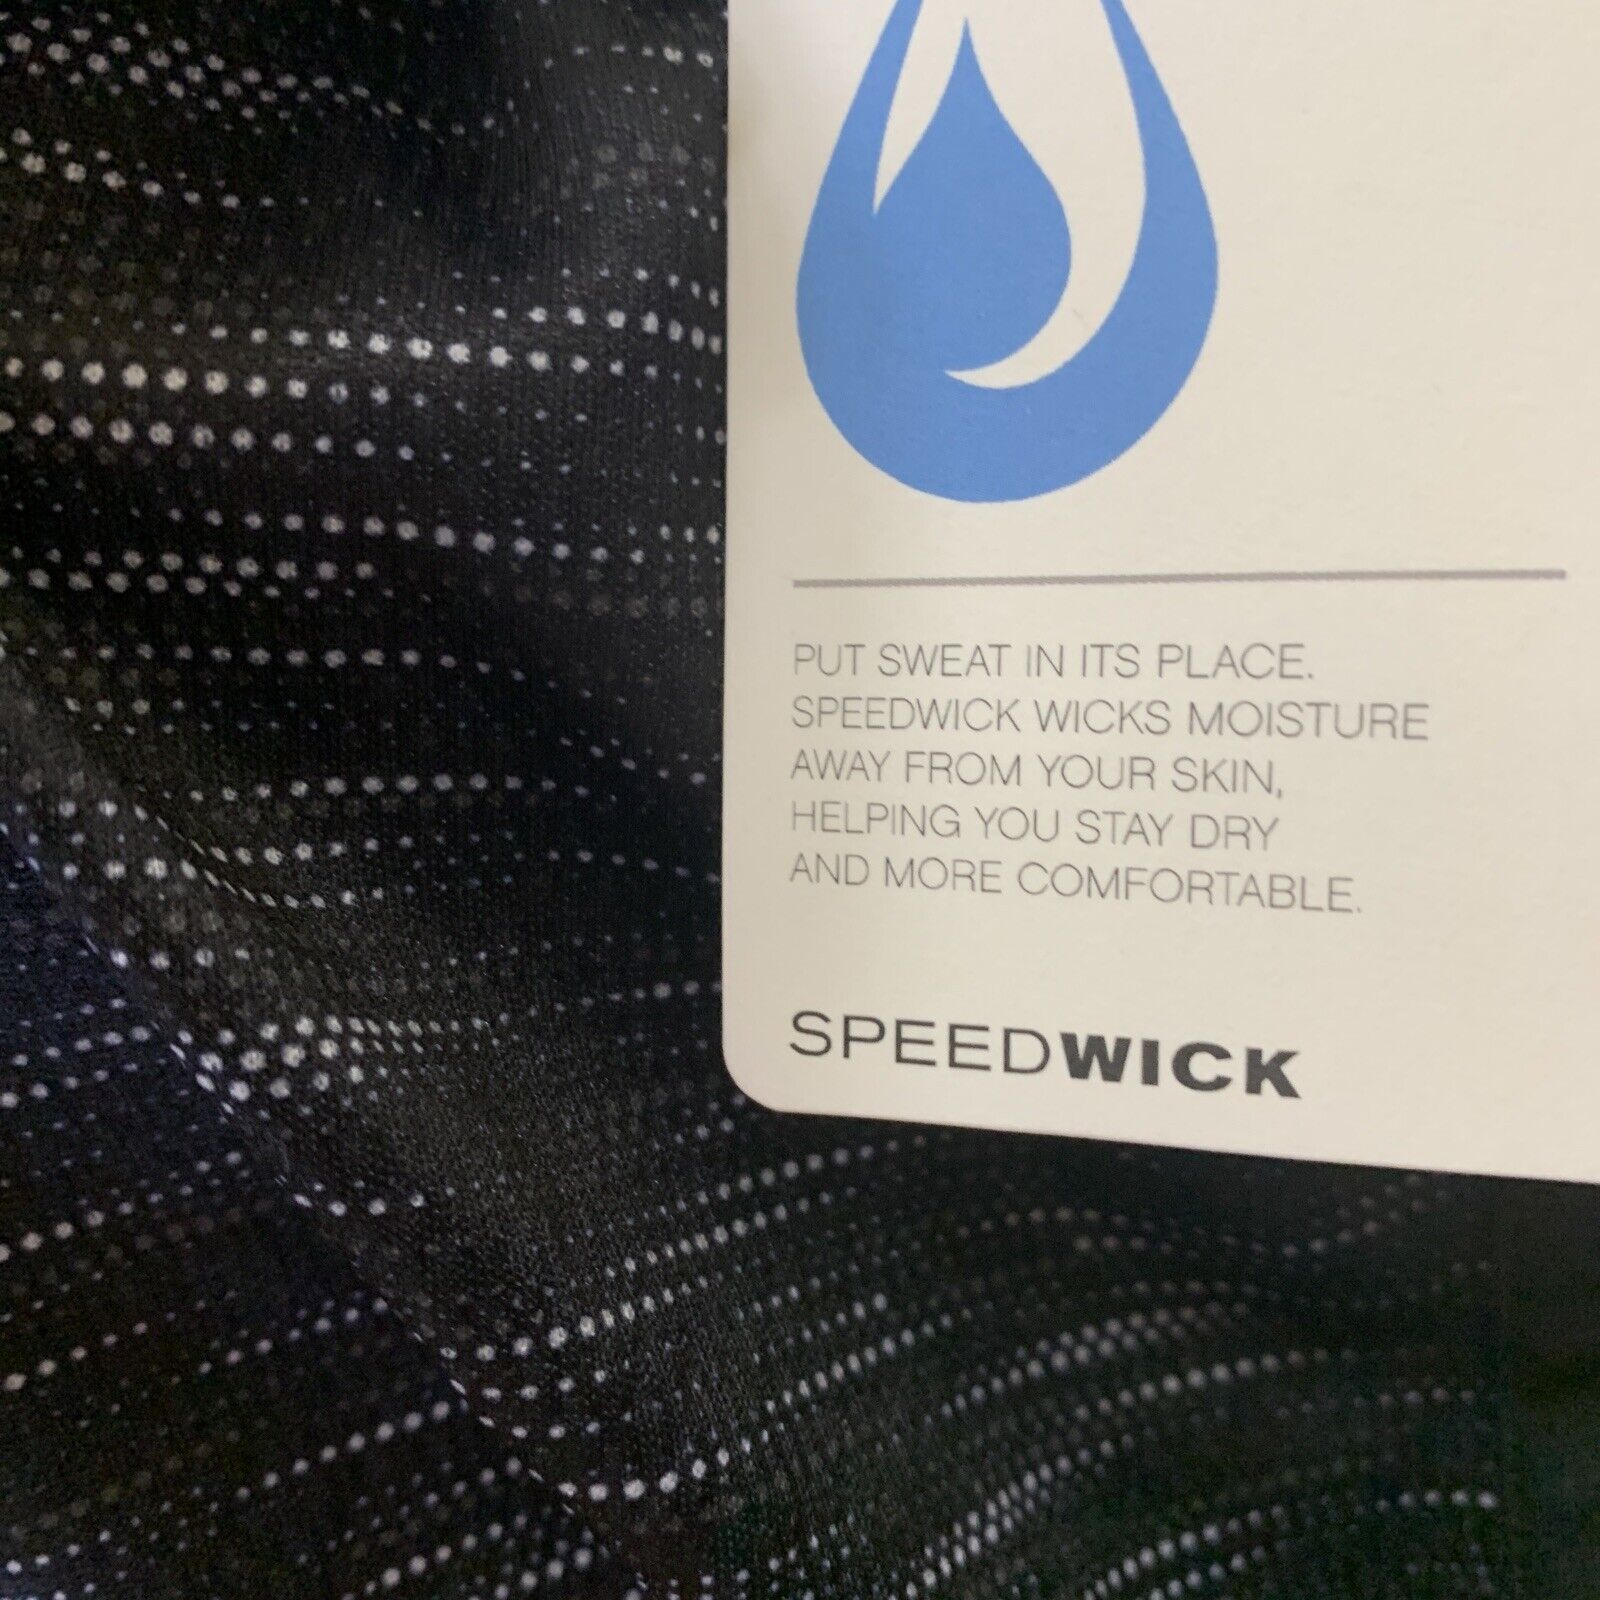 PUT SWEAT IN ITS PLACE.
SPEEDWICK WICKS MOISTURE
AWAY FROM YOUR SKIN,
HELPING YOU STAY DRY
AND MORE COMFORTABLE.
SPEEDWICK